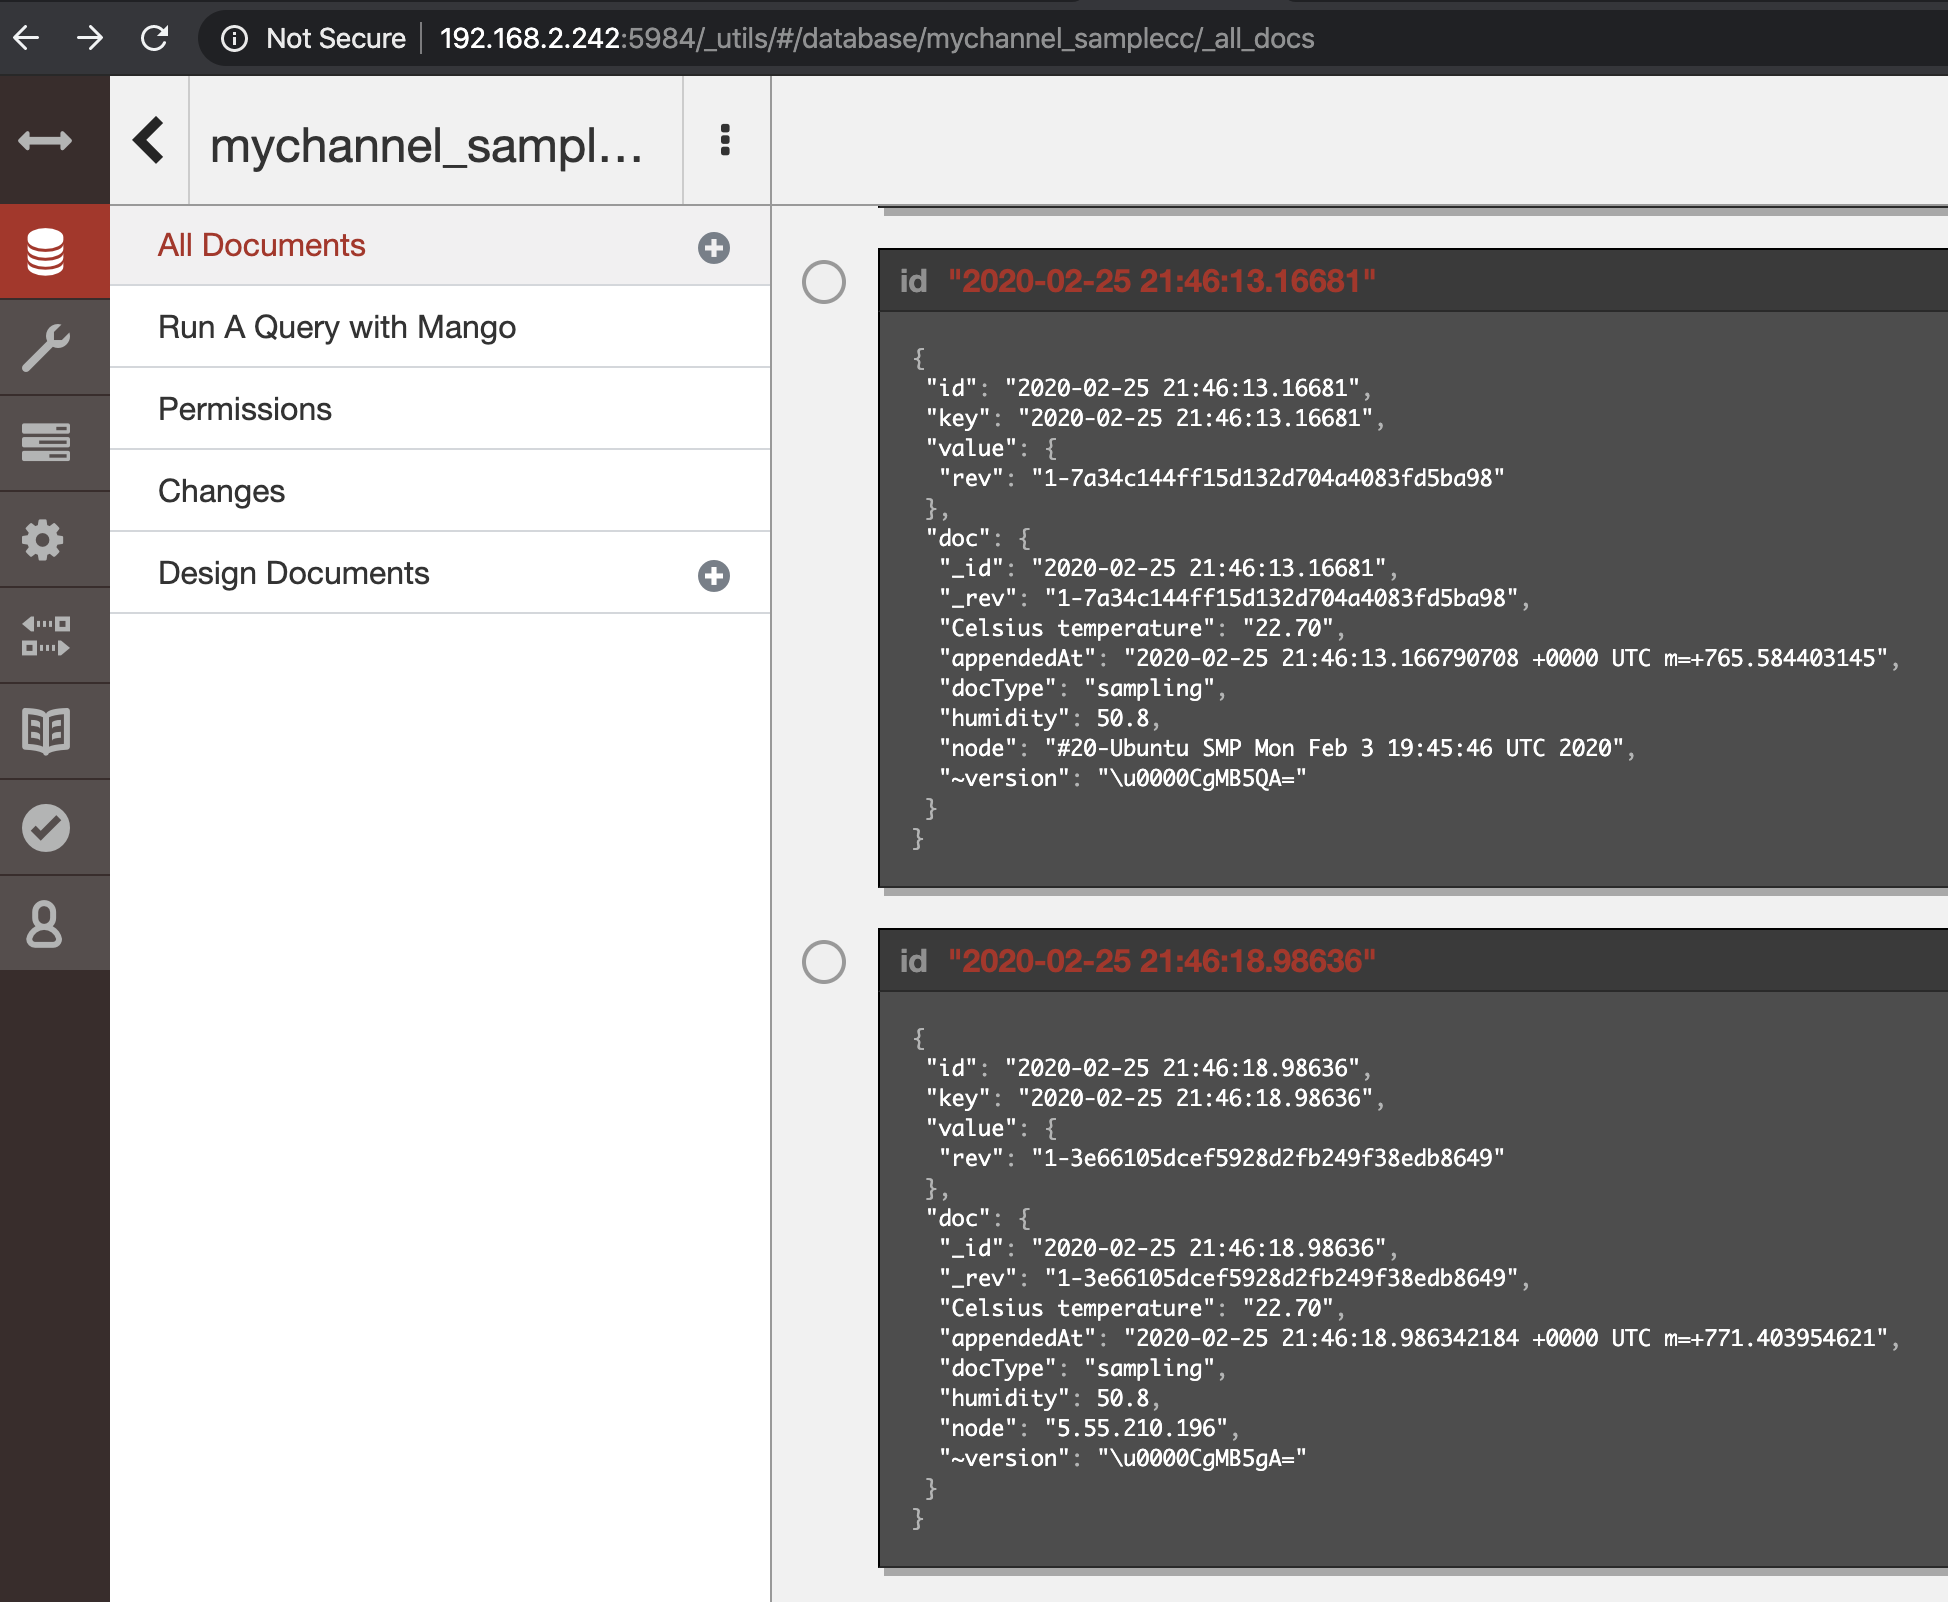 Not Secure 192.168.2.242:5984/_utils/#/database/mychannel_samplecc/_all_docs
mychannel_sampl...
All Documents
Run A Query with Mango
Permissions
Changes
Design Documents
id "2020-02-25 21:46:13.16681"
{
"id": "2020-02-25 21:46:13.16681",
"key": "2020-02-25 21:46:13.16681",
"value": {
"rev": "1-7a34c144ff15d132d704a4083fd5ba98"
},
"doc": {
"_id": "2020-02-25 21:46:13.16681",
"_rev": "1-7a34c144ff15d132d704a4083fd5ba98",
"Celsius temperature": "22.70",
"appendedAt": "2020-02-25 21:46:13.166790708 +0000 UTC m=+765.584403145",
"docType": "sampling",
"humidity": 50.8,
"node": "#20-Ubuntu SMP Mon Feb 3 19:45:46 UTC 2020",
"~version": "\u0000CgMB5QA="
}
}
id "2020-02-25 21:46:18.98636"
{
"id": "2020-02-25 21:46:18.98636",
"key": "2020-02-25 21:46:18.98636",
"value": {
"rev": "1-3e66105dcef5928d2fb249f38edb8649"
},
"doc": {
"_id": "2020-02-25 21:46:18.98636",
"_rev": "1-3e66105dcef5928d2fb249f38edb8649",
"Celsius temperature": "22.70",
"appendedAt": "2020-02-25 21:46:18.986342184 +0000 UTC m=+771.403954621",
"docType": "sampling",
"humidity": 50.8,
"node": "5.55.210.196",
"~version": "\u0000CgMB5gA="
}
}